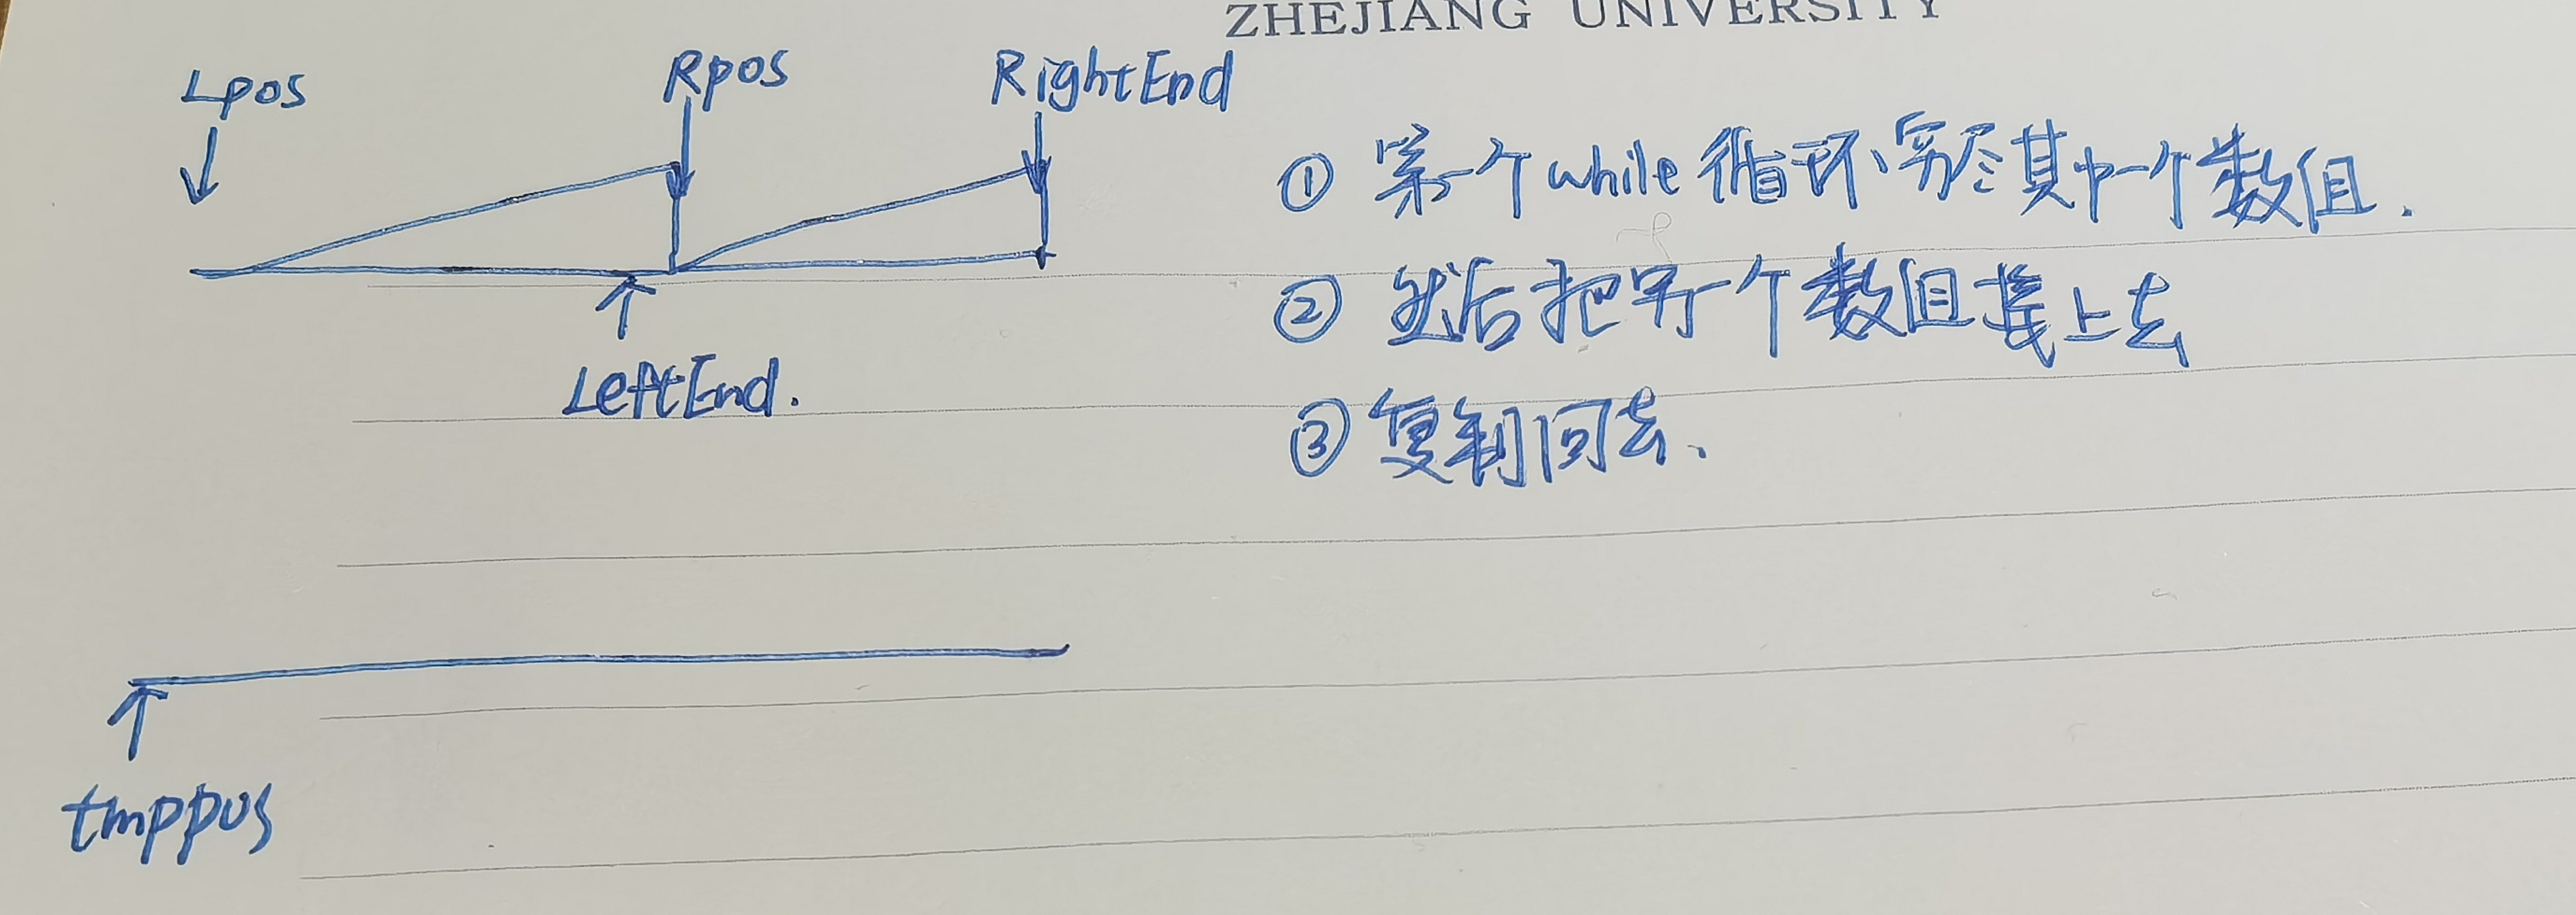 ZHEJIANG UNIVERSITY
Lpos
Rpos
RightEnd
LeftEnd.
tmppos
① 第一个while循环、穷尽其中一个数组.
② 然后把另一个数组接上去
③ 复制回去、